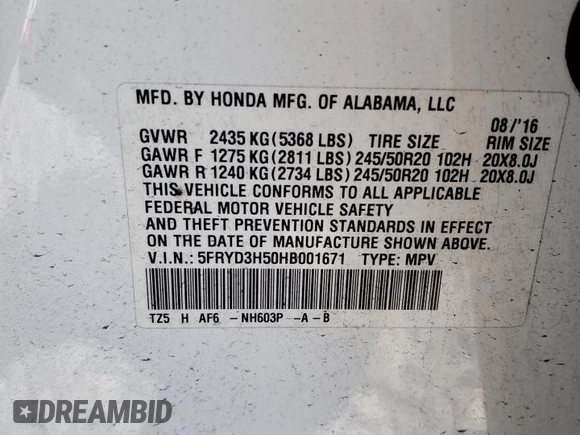 MFD. BY HONDA MFG. OF ALABAMA, LLC
08/'16
GVWR 2435 KG(5368 LBS) TIRE SIZE RIM SIZE
GAWR F 1275 KG(2811 LBS)245/50R20 102H 20X8.0J
GAWR R 1240 KG(2734 LBS)245/50R20 102H 20X8.0J
THIS VEHICLE CONFORMS TO ALL APPLICABLE
FEDERAL MOTOR VEHICLE SAFETY
AND THEFT PREVENTION STANDARDS IN EFFECT
ON THE DATE OF MANUFACTURE SHOWN ABOVE.
V.I.N.: 5FRYD3H50HB001671 TYPE: MPV
TZ5 H AF6 -NH603P -A-B
DREAMBID